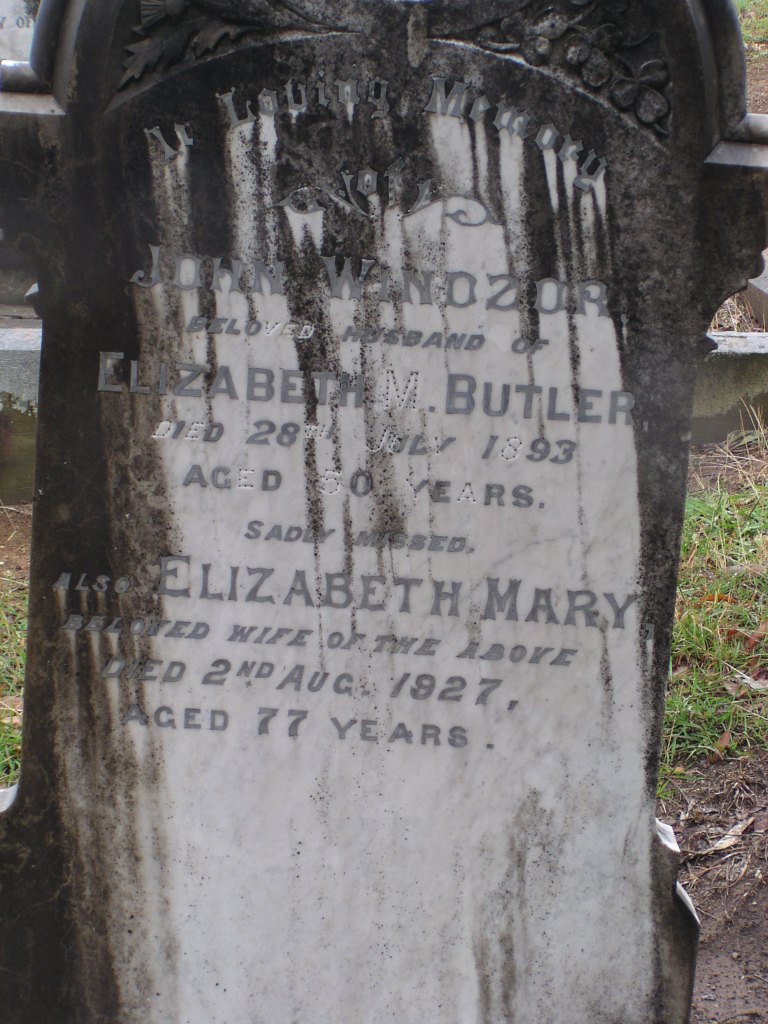 In Loving Memory
of
JOHN WINDZOR,
BELOVED HUSBAND OF
ELIZABETH M. BUTLER,
DIED 28TH JULY 1893
AGED 50 YEARS.
SADLY MISSED.
ALSO ELIZABETH MARY,
BELOVED WIFE OF THE ABOVE
DIED 2ND AUG. 1927,
AGED 77 YEARS.